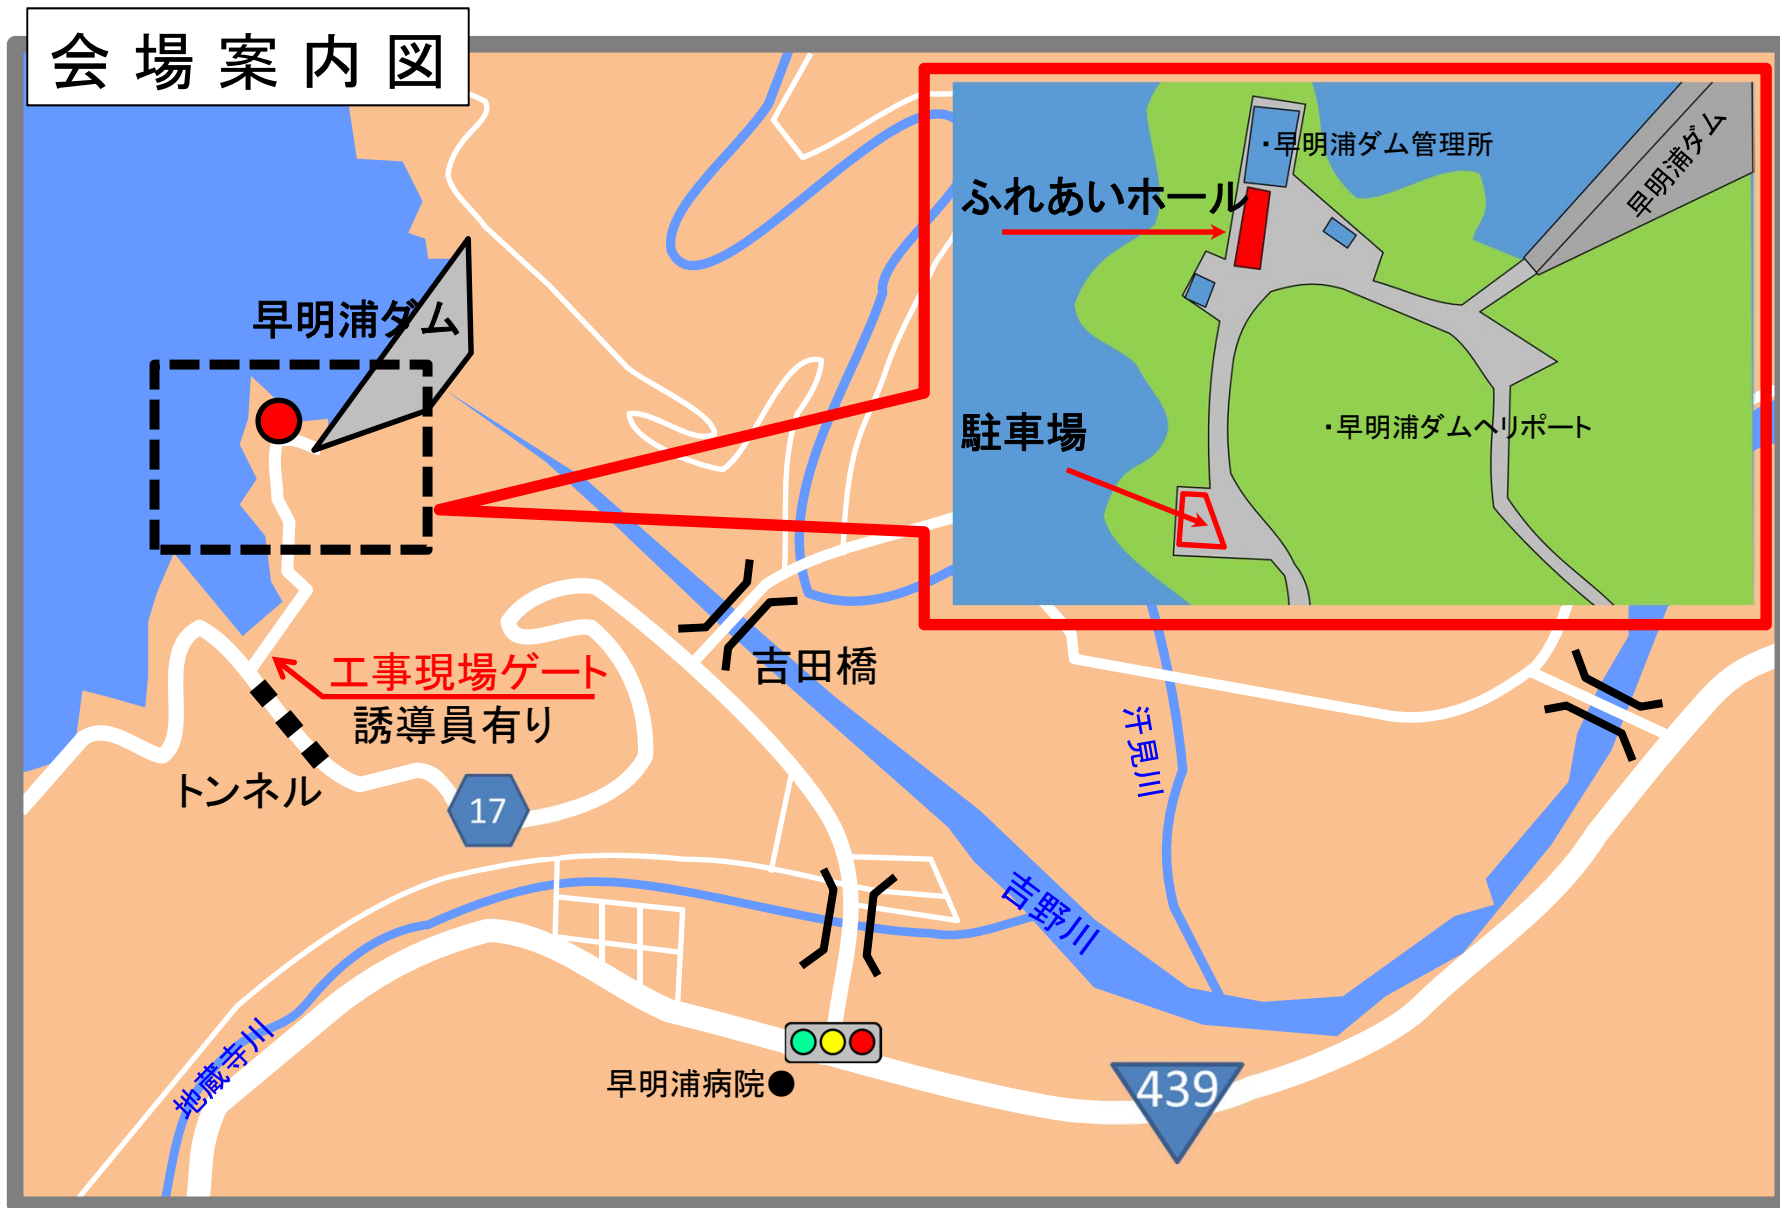 会場案内図
・早明浦ダム管理所
早明浦ダム
ふれあいホール
早明浦ダム
駐車場
・早明浦ダムヘリポート
工事現場ゲート
誘導員有り
吉田橋
汗見川
トンネル
17
吉野川
地蔵寺川
早明浦病院●
439